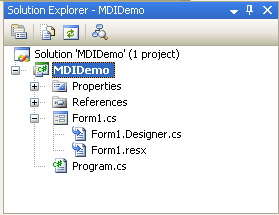 Solution Explorer - MDIDemo
Solution 'MDIDemo' (1 project)
MDIDemo
Properties
References
Form1.cs
Form1.Designer.cs
Form1.resx
Program.cs